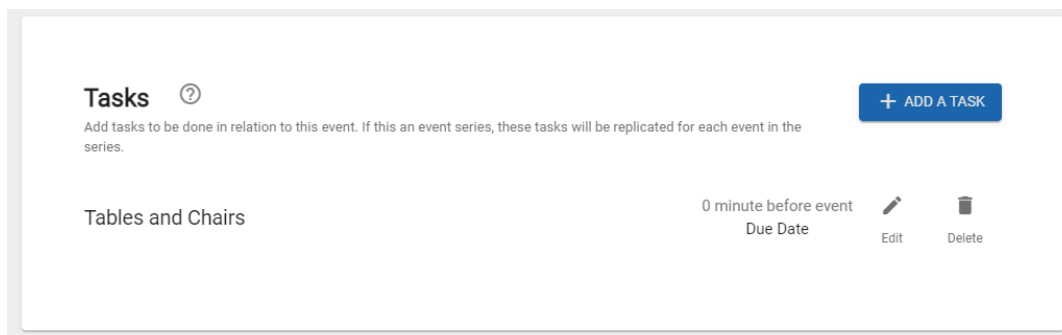 Tasks
+ ADD A TASK
Add tasks to be done in relation to this event. If this an event series, these tasks will be replicated for each event in the
series.
Tables and Chairs
0 minute before event
Due Date
Edit
Delete